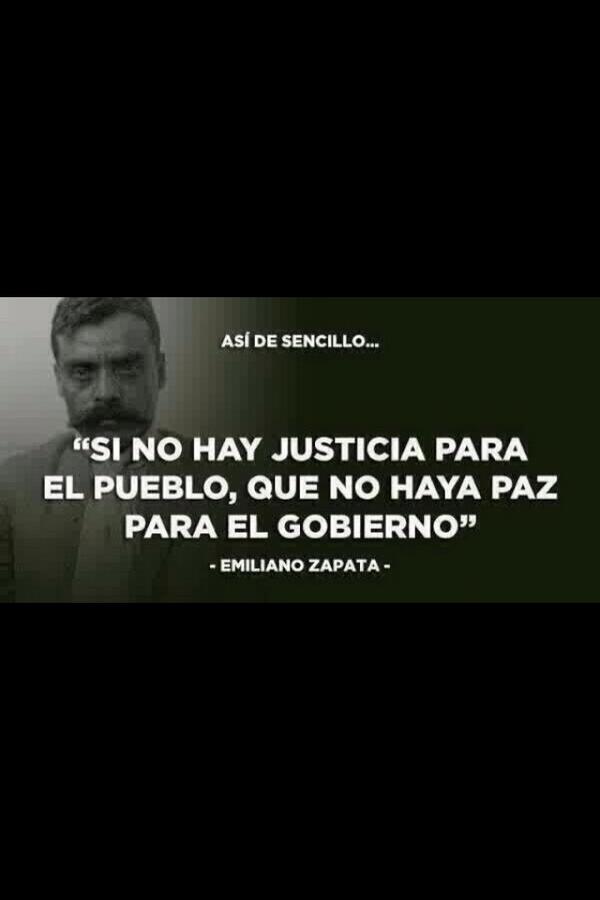 ASÍ DE SENCILLO...
“SI NO HAY JUSTICIA PARA
EL PUEBLO, QUE NO HAYA PAZ
PARA EL GOBIERNO”
- EMILIANO ZAPATA -